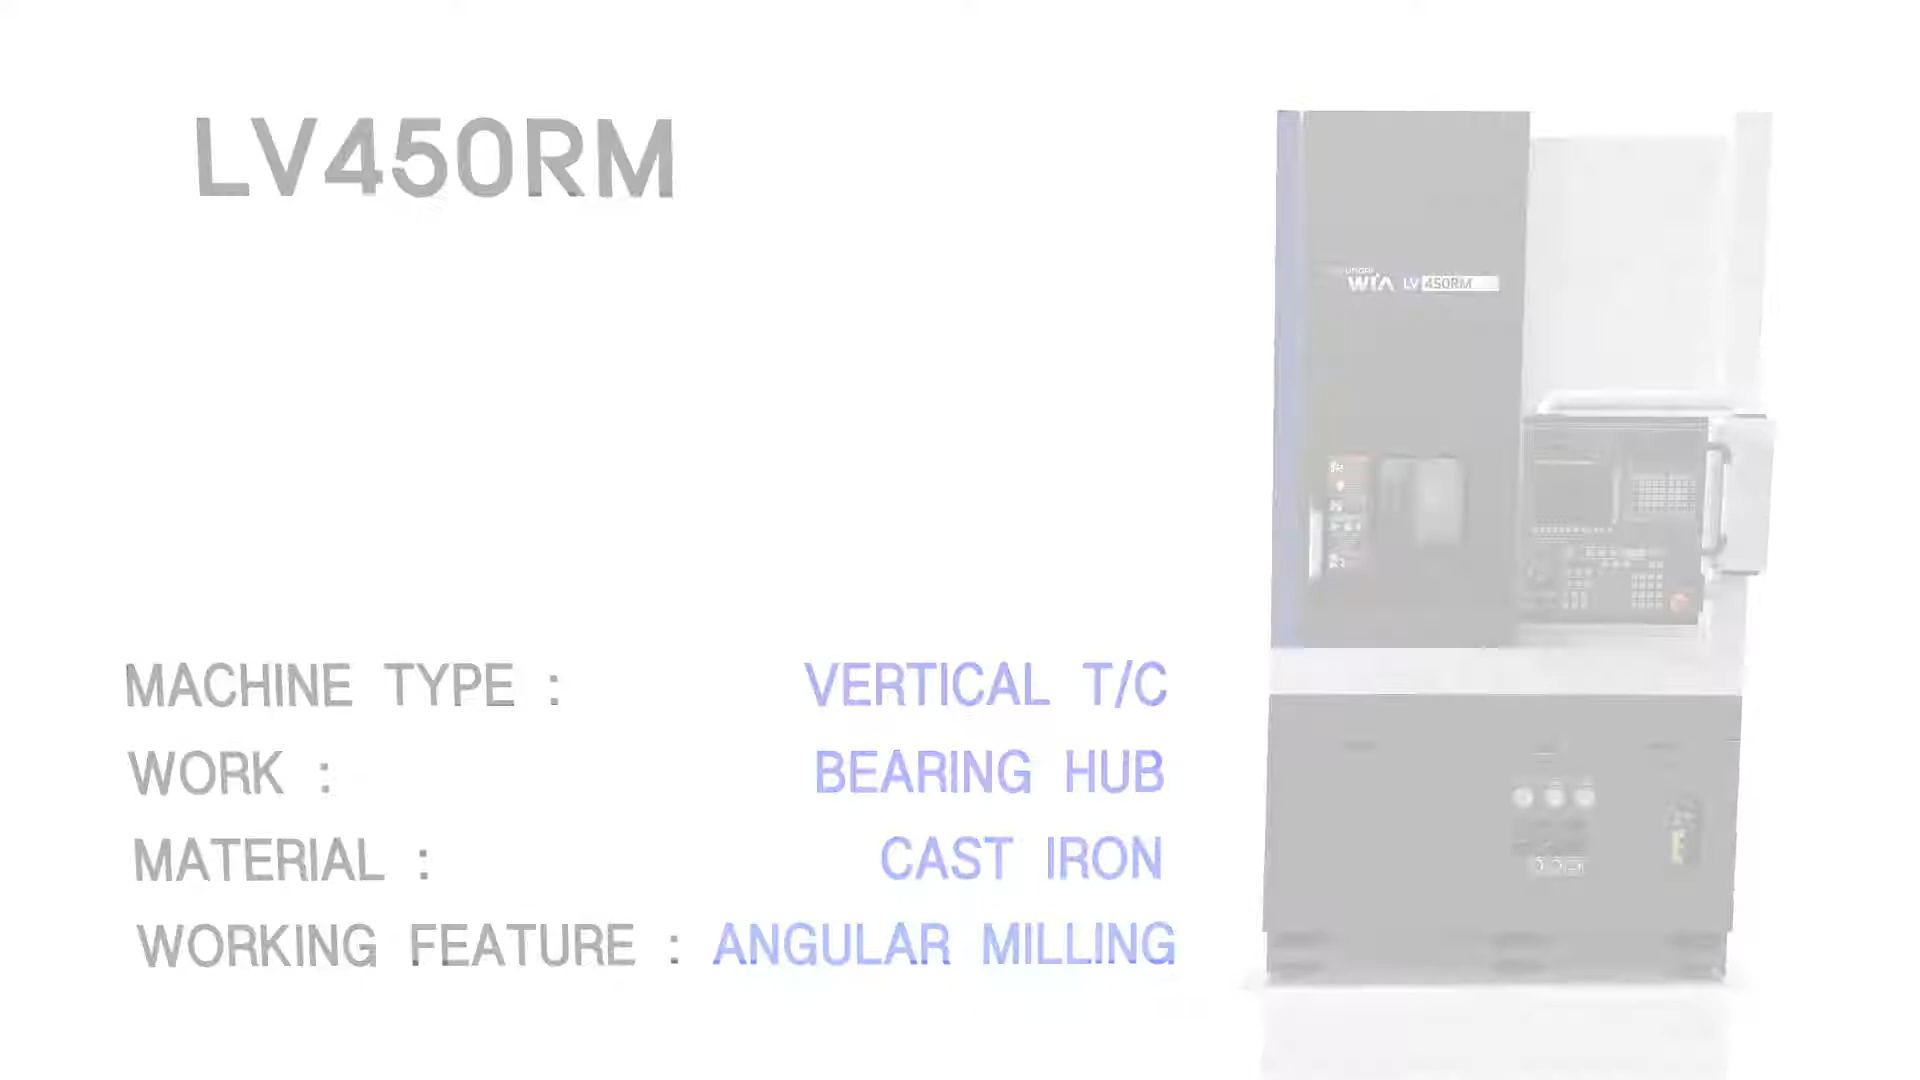 LV450RM
WIA LV 450RM
MACHINE TYPE : VERTICAL T/C
WORK : BEARING HUB
MATERIAL : CAST IRON
WORKING FEATURE : ANGULAR MILLING